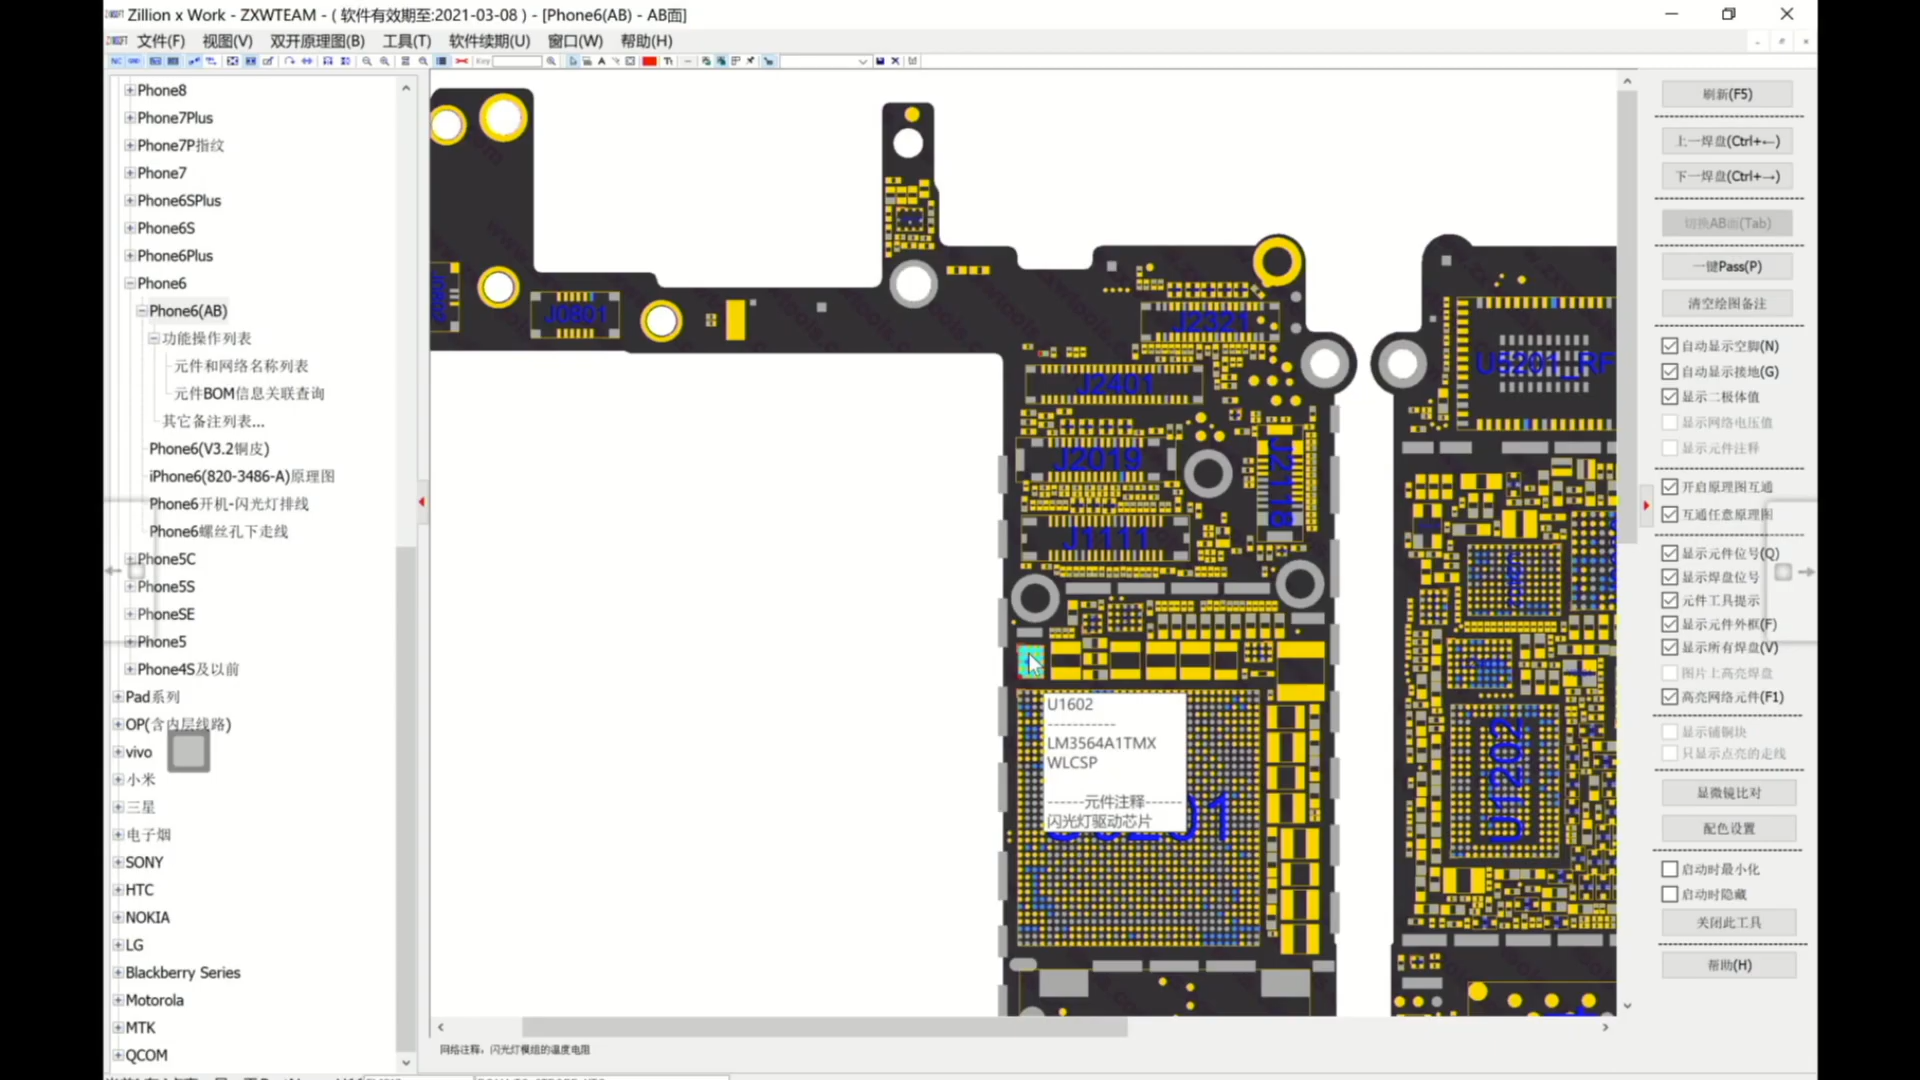 Zillion x Work - ZXWTEAM - ( 软件有效期至:2021-03-08 ) - [Phone6(AB) - AB面]
文件(F) 视图(V) 双开原理图(B) 工具(T) 软件续期(U) 窗口(W) 帮助(H)
Phone8
Phone7Plus
Phone7P指纹
Phone7
Phone6SPlus
Phone6S
Phone6Plus
Phone6
Phone6(AB)
功能操作列表
元件和网络名称列表
元件BOM信息关联查询
其它备注列表...
Phone6(V3.2铜皮)
iPhone6(820-3486-A)原理图
Phone6开机-闪光灯排线
Phone6螺丝孔下走线
Phone5C
Phone5S
PhoneSE
Phone5
Phone4S及以前
Pad系列
OP(含内层线路)
vivo
小米
三星
电子烟
SONY
HTC
NOKIA
LG
Blackberry Series
Motorola
MTK
QCOM
J0801
J2321
J2401
J2019
J2118
J1111
U5201_RF
U1202
U1602
-----------
LM3564A1TMX
WLCSP
------元件注释------
闪光灯驱动芯片
网络注释：闪光灯模组的温度电阻
刷新(F5)
上一焊盘(Ctrl+←)
下一焊盘(Ctrl+→)
切换AB面(Tab)
一键Pass(P)
清空绘图备注
自动显示空脚(N)
自动显示接地(G)
显示二极体值
显示网络电压值
显示元件注释
开启原理图互通
互通任意原理图
显示元件位号(Q)
显示焊盘位号
元件工具提示
显示元件外框(F)
显示所有焊盘(V)
图片上高亮焊盘
高亮网络元件(F1)
显示铺铜块
只显示点亮的走线
显微镜比对
配色设置
启动时最小化
启动时隐藏
关闭此工具
帮助(H)